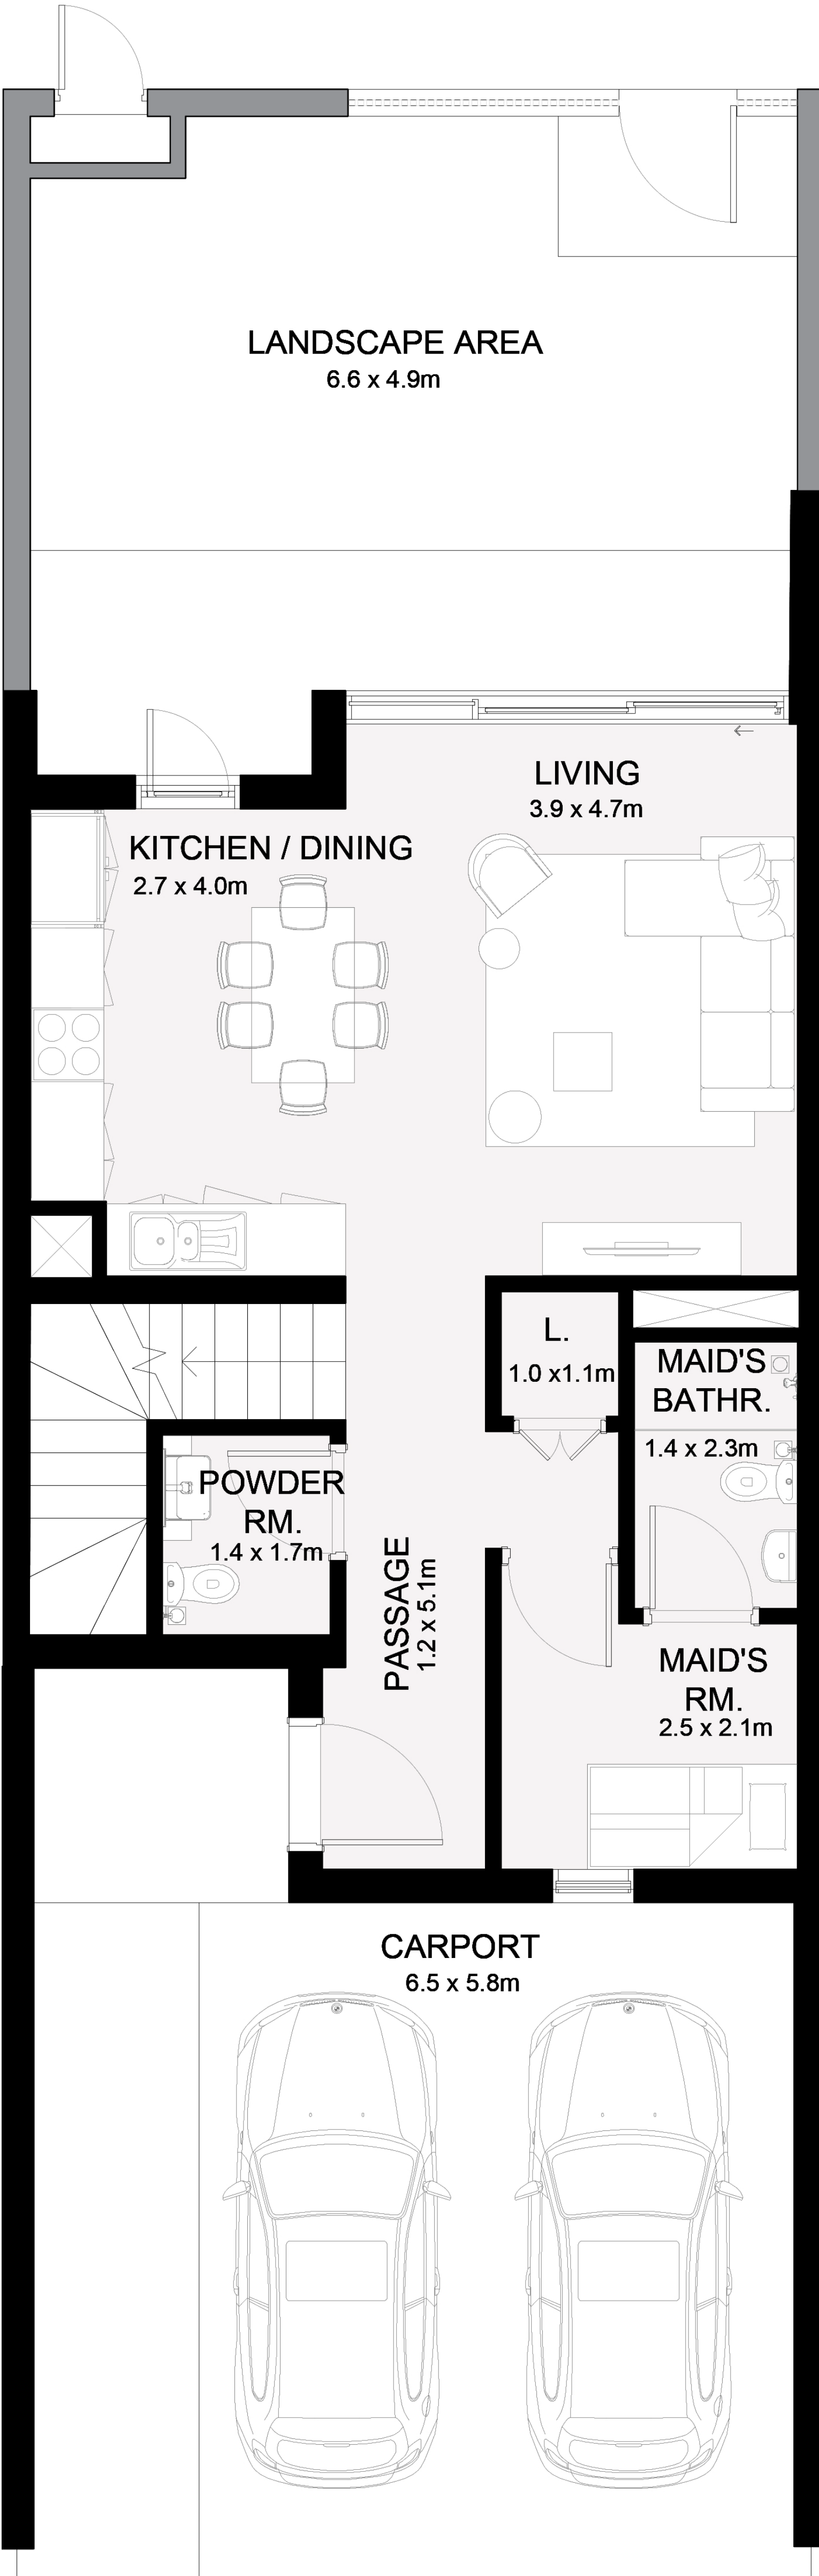 LANDSCAPE AREA
6.6 x 4.9m
LIVING
3.9 x 4.7m
KITCHEN / DINING
2.7 x 4.0m
L.
1.0 x1.1m
MAID'S
BATHR.
1.4 x 2.3m
POWDER
RM.
1.4 x 1.7m
PASSAGE
1.2 x 5.1m
MAID'S
RM.
2.5 x 2.1m
CARPORT
6.5 x 5.8m